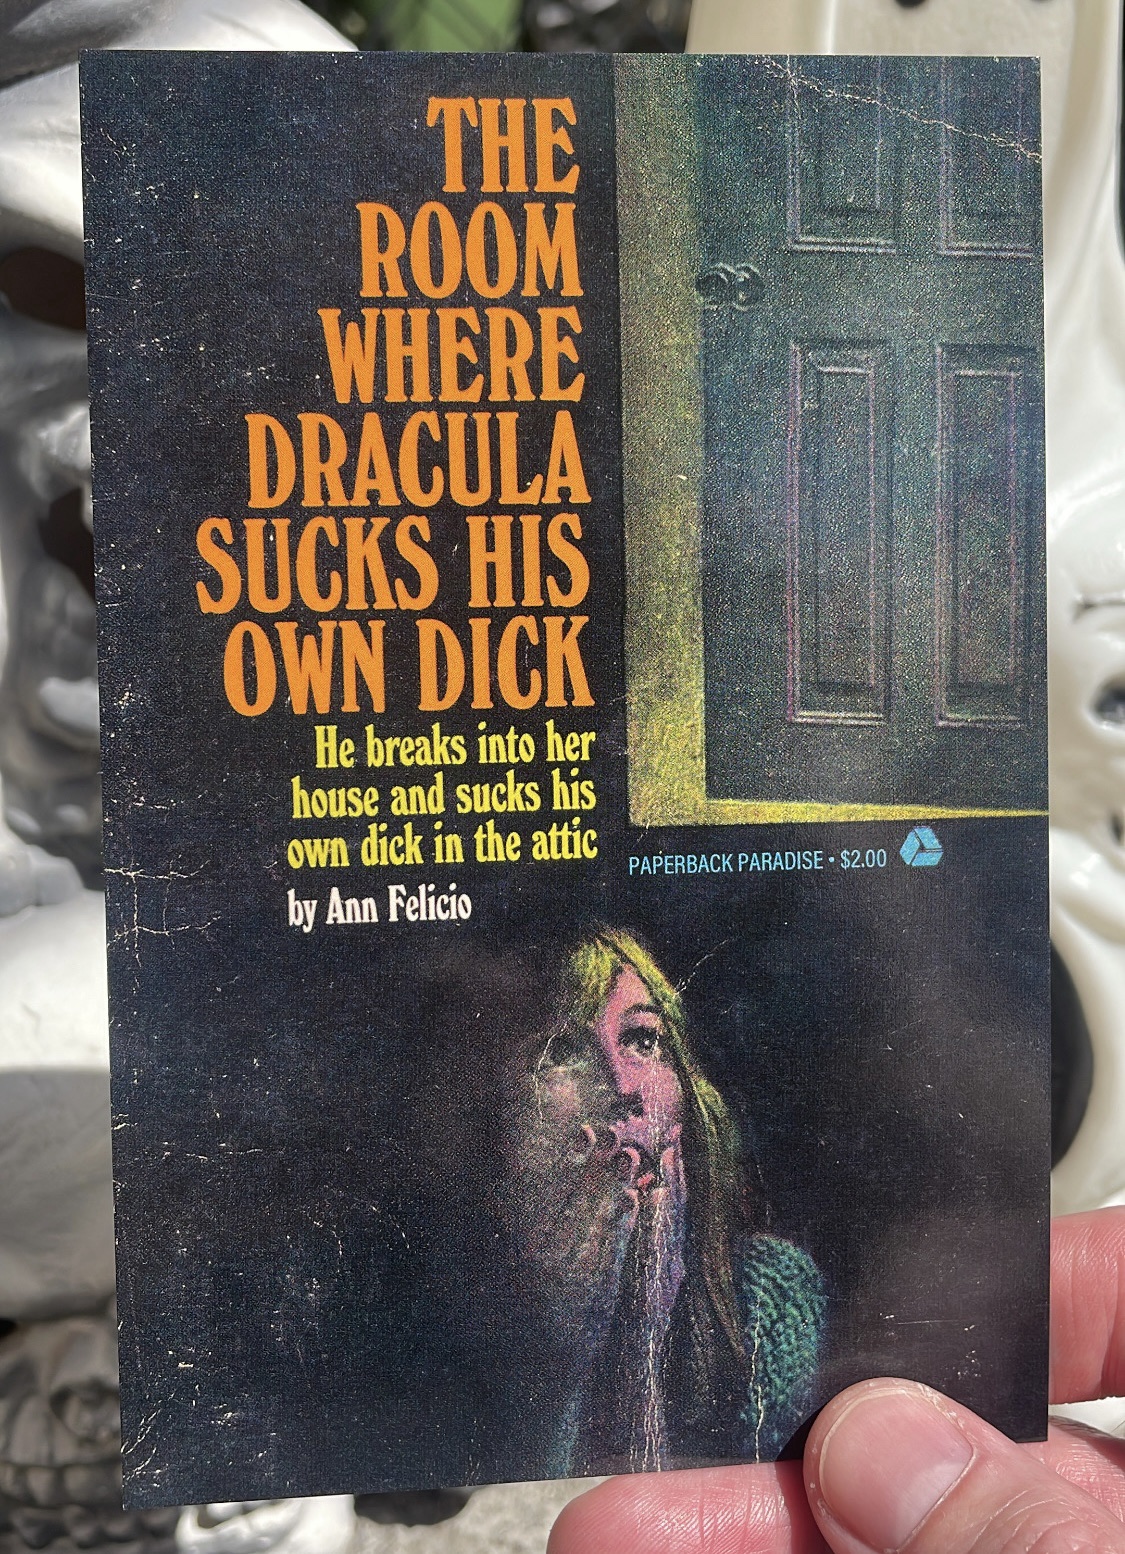 THE
ROOM
WHERE
DRACULA
SUCKS HIS
OWN DICK
He breaks into her
house and sucks his
own dick in the attic
by Ann Felicio
PAPERBACK PARADISE • $2.00